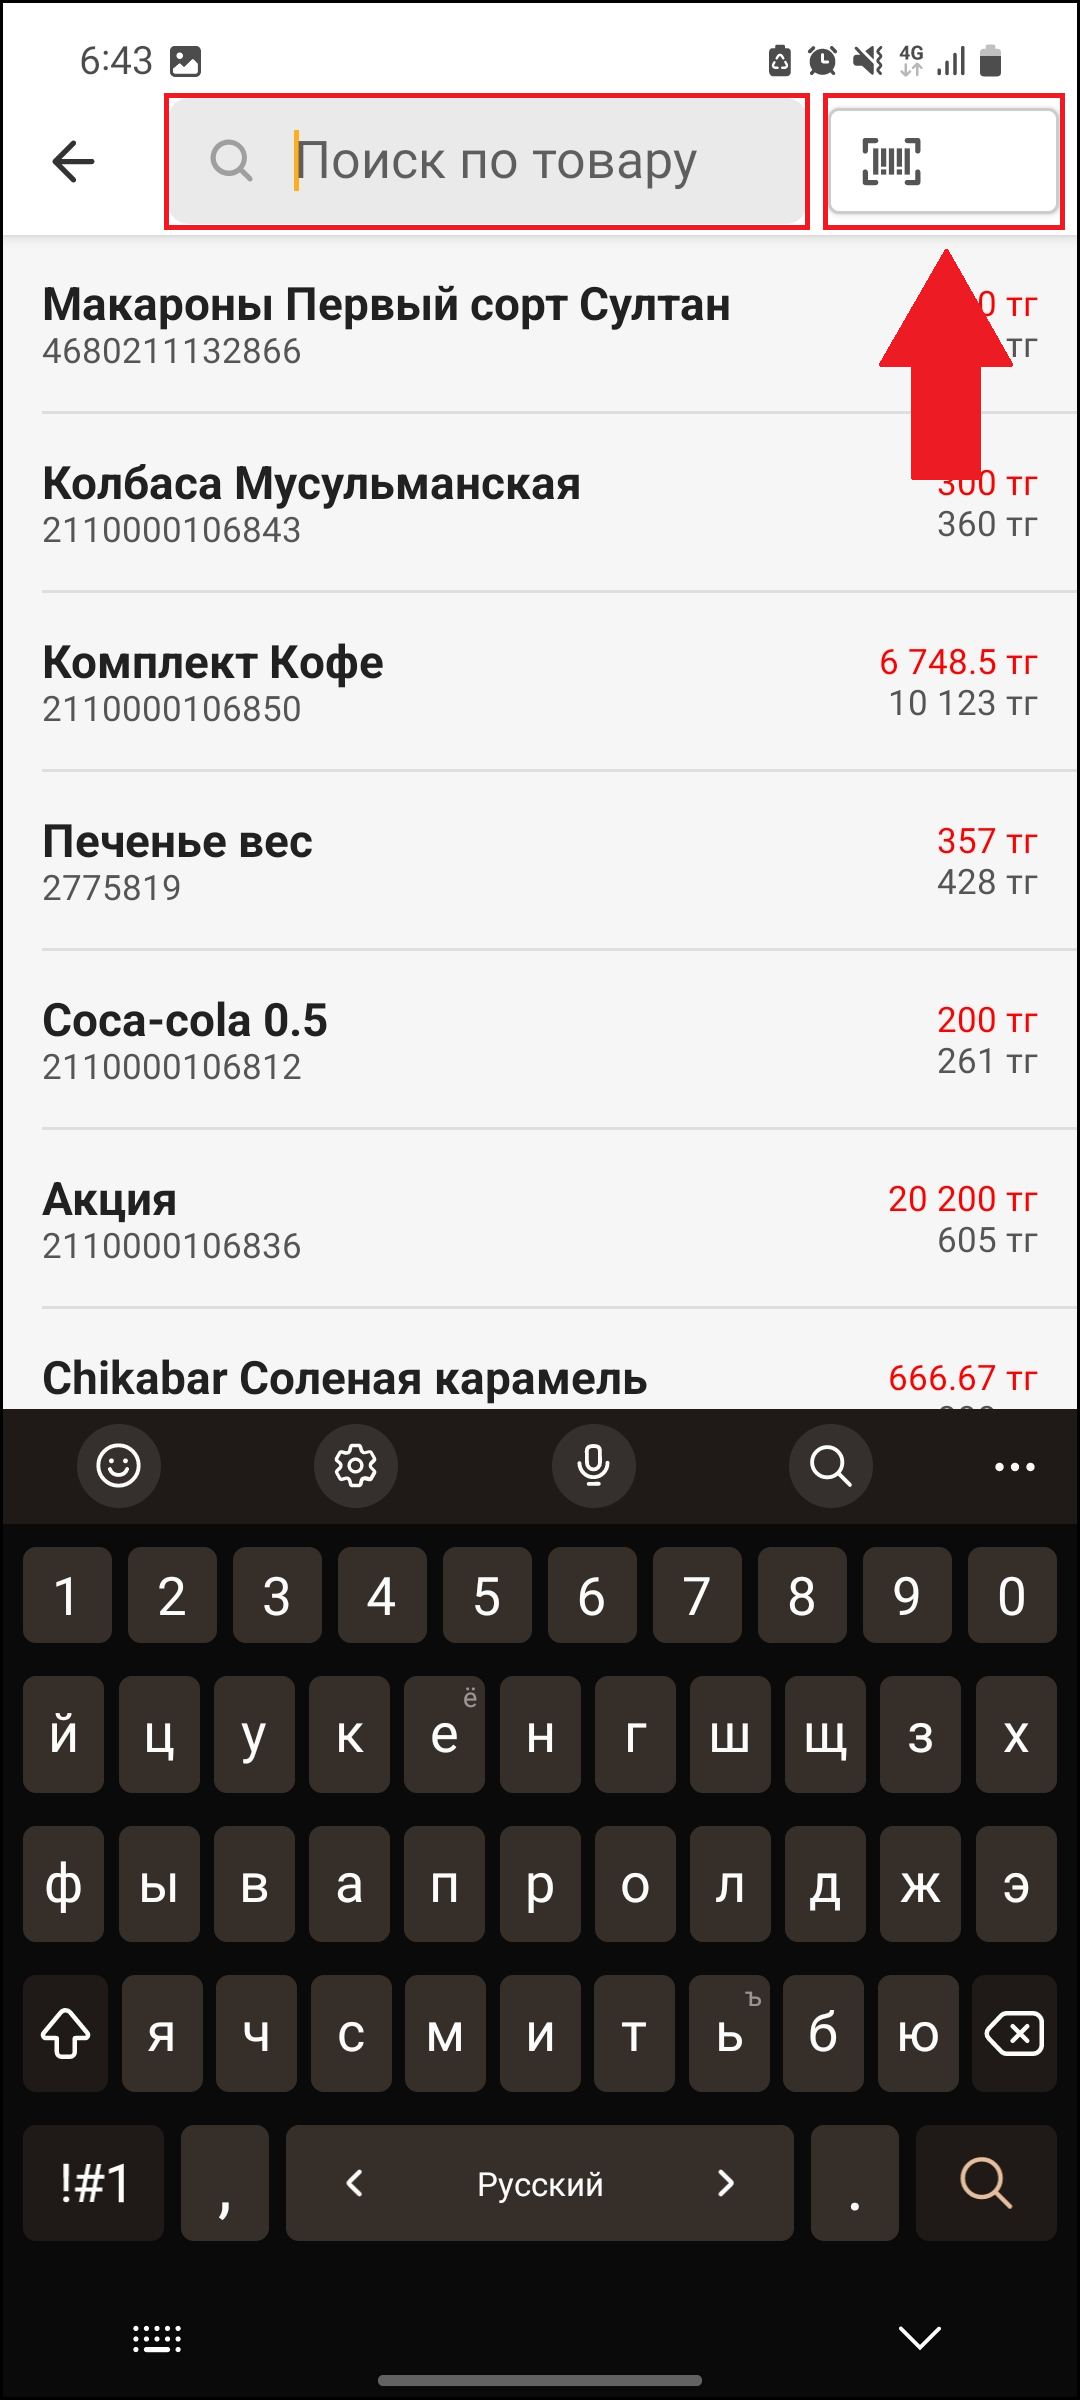 6:43 4G
Поиск по товару
Макароны Первый сорт Султан 0 тг
4680211132866 тг
Колбаса Мусульманская 300 тг
2110000106843 360 тг
Комплект Кофе 6 748.5 тг
2110000106850 10 123 тг
Печенье вес 357 тг
2775819 428 тг
Coca-cola 0.5 200 тг
2110000106812 261 тг
Акция 20 200 тг
2110000106836 605 тг
Chikabar Соленая карамель 666.67 тг
1 2 3 4 5 6 7 8 9 0
й ц у к е ё н г ш щ з х
ф ы в а п р о л д ж э
я ч с м и т ь ъ б ю
!#1 , Русский .